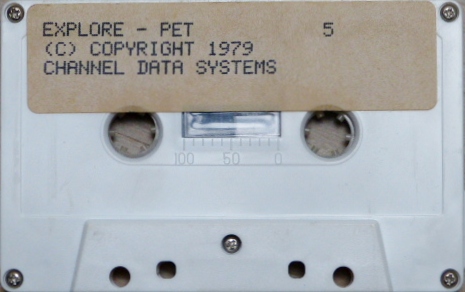 EXPLORE - PET 5
(C) COPYRIGHT 1979
CHANNEL DATA SYSTEMS
100 50 0